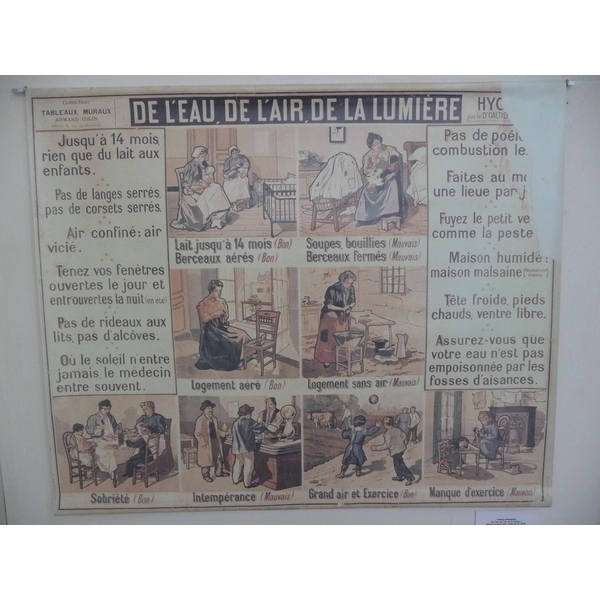 Collection
TABLEAUX MURAUX
ARMAND COLIN
DE L'EAU, DE L'AIR, DE LA LUMIÈRE
HYG
par le Dr GALTIE
Jusqu'à 14 mois,
rien que du lait aux
enfants.
Pas de langes serrés,
pas de corsets serrés.
Air confiné: air
vicié.
Tenez vos fenêtres
ouvertes le jour et
entr'ouvertes la nuit (en été)
Pas de rideaux aux
lits, pas d'alcôves.
Où le soleil n'entre
jamais, le médecin
entre souvent.
Lait jusqu'à 14 mois (Bon)
Berceaux aérés (Bon)
Soupes, bouillies (Mauvais)
Berceaux fermés (Mauvais)
Logement aéré (Bon)
Logement sans air (Mauvais)
Pas de poêle
combustion le
Faites au mo
une lieue par j
Fuyez le petit ve
comme la peste
Maison humide:
maison malsaine
Tête froide, pieds
chauds, ventre libre.
Assurez-vous que
votre eau n'est pas
empoisonnée par les
fosses d'aisances.
Sobriété (Bon)
Intempérance (Mauvais)
Grand air et Exercice (Bon)
Manque d'exercice (Mauvais)